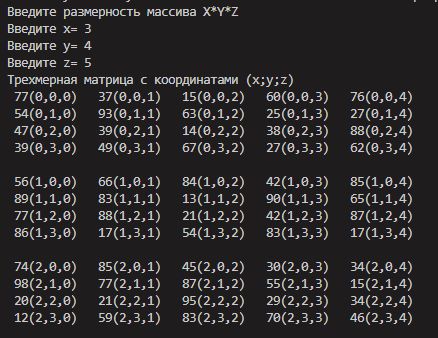 Введите размерность массива X*Y*Z
Введите x= 3
Введите y= 4
Введите z= 5
Трехмерная матрица с координатами (x;y;z)
77(0,0,0) 37(0,0,1) 15(0,0,2) 60(0,0,3) 76(0,0,4)
54(0,1,0) 93(0,1,1) 63(0,1,2) 25(0,1,3) 27(0,1,4)
47(0,2,0) 39(0,2,1) 14(0,2,2) 38(0,2,3) 88(0,2,4)
39(0,3,0) 49(0,3,1) 67(0,3,2) 27(0,3,3) 62(0,3,4)
56(1,0,0) 66(1,0,1) 84(1,0,2) 42(1,0,3) 85(1,0,4)
89(1,1,0) 83(1,1,1) 13(1,1,2) 90(1,1,3) 65(1,1,4)
77(1,2,0) 88(1,2,1) 21(1,2,2) 42(1,2,3) 87(1,2,4)
86(1,3,0) 17(1,3,1) 54(1,3,2) 83(1,3,3) 17(1,3,4)
74(2,0,0) 85(2,0,1) 45(2,0,2) 30(2,0,3) 34(2,0,4)
98(2,1,0) 77(2,1,1) 87(2,1,2) 55(2,1,3) 15(2,1,4)
20(2,2,0) 21(2,2,1) 95(2,2,2) 29(2,2,3) 34(2,2,4)
12(2,3,0) 59(2,3,1) 83(2,3,2) 70(2,3,3) 46(2,3,4)